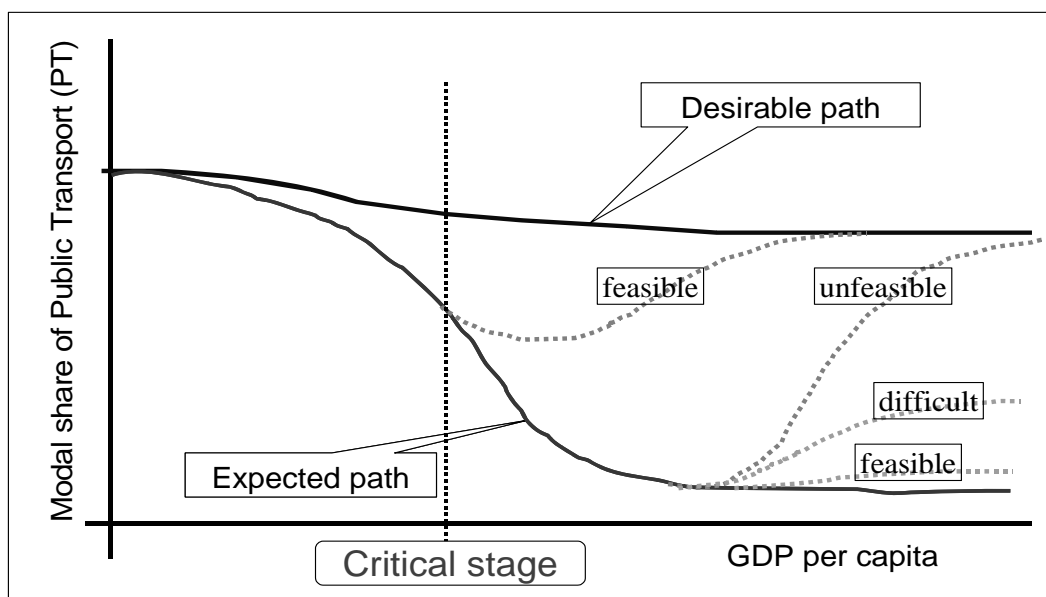 Modal share of Public Transport (PT)
Desirable path
feasible
unfeasible
difficult
feasible
Expected path
Critical stage
GDP per capita